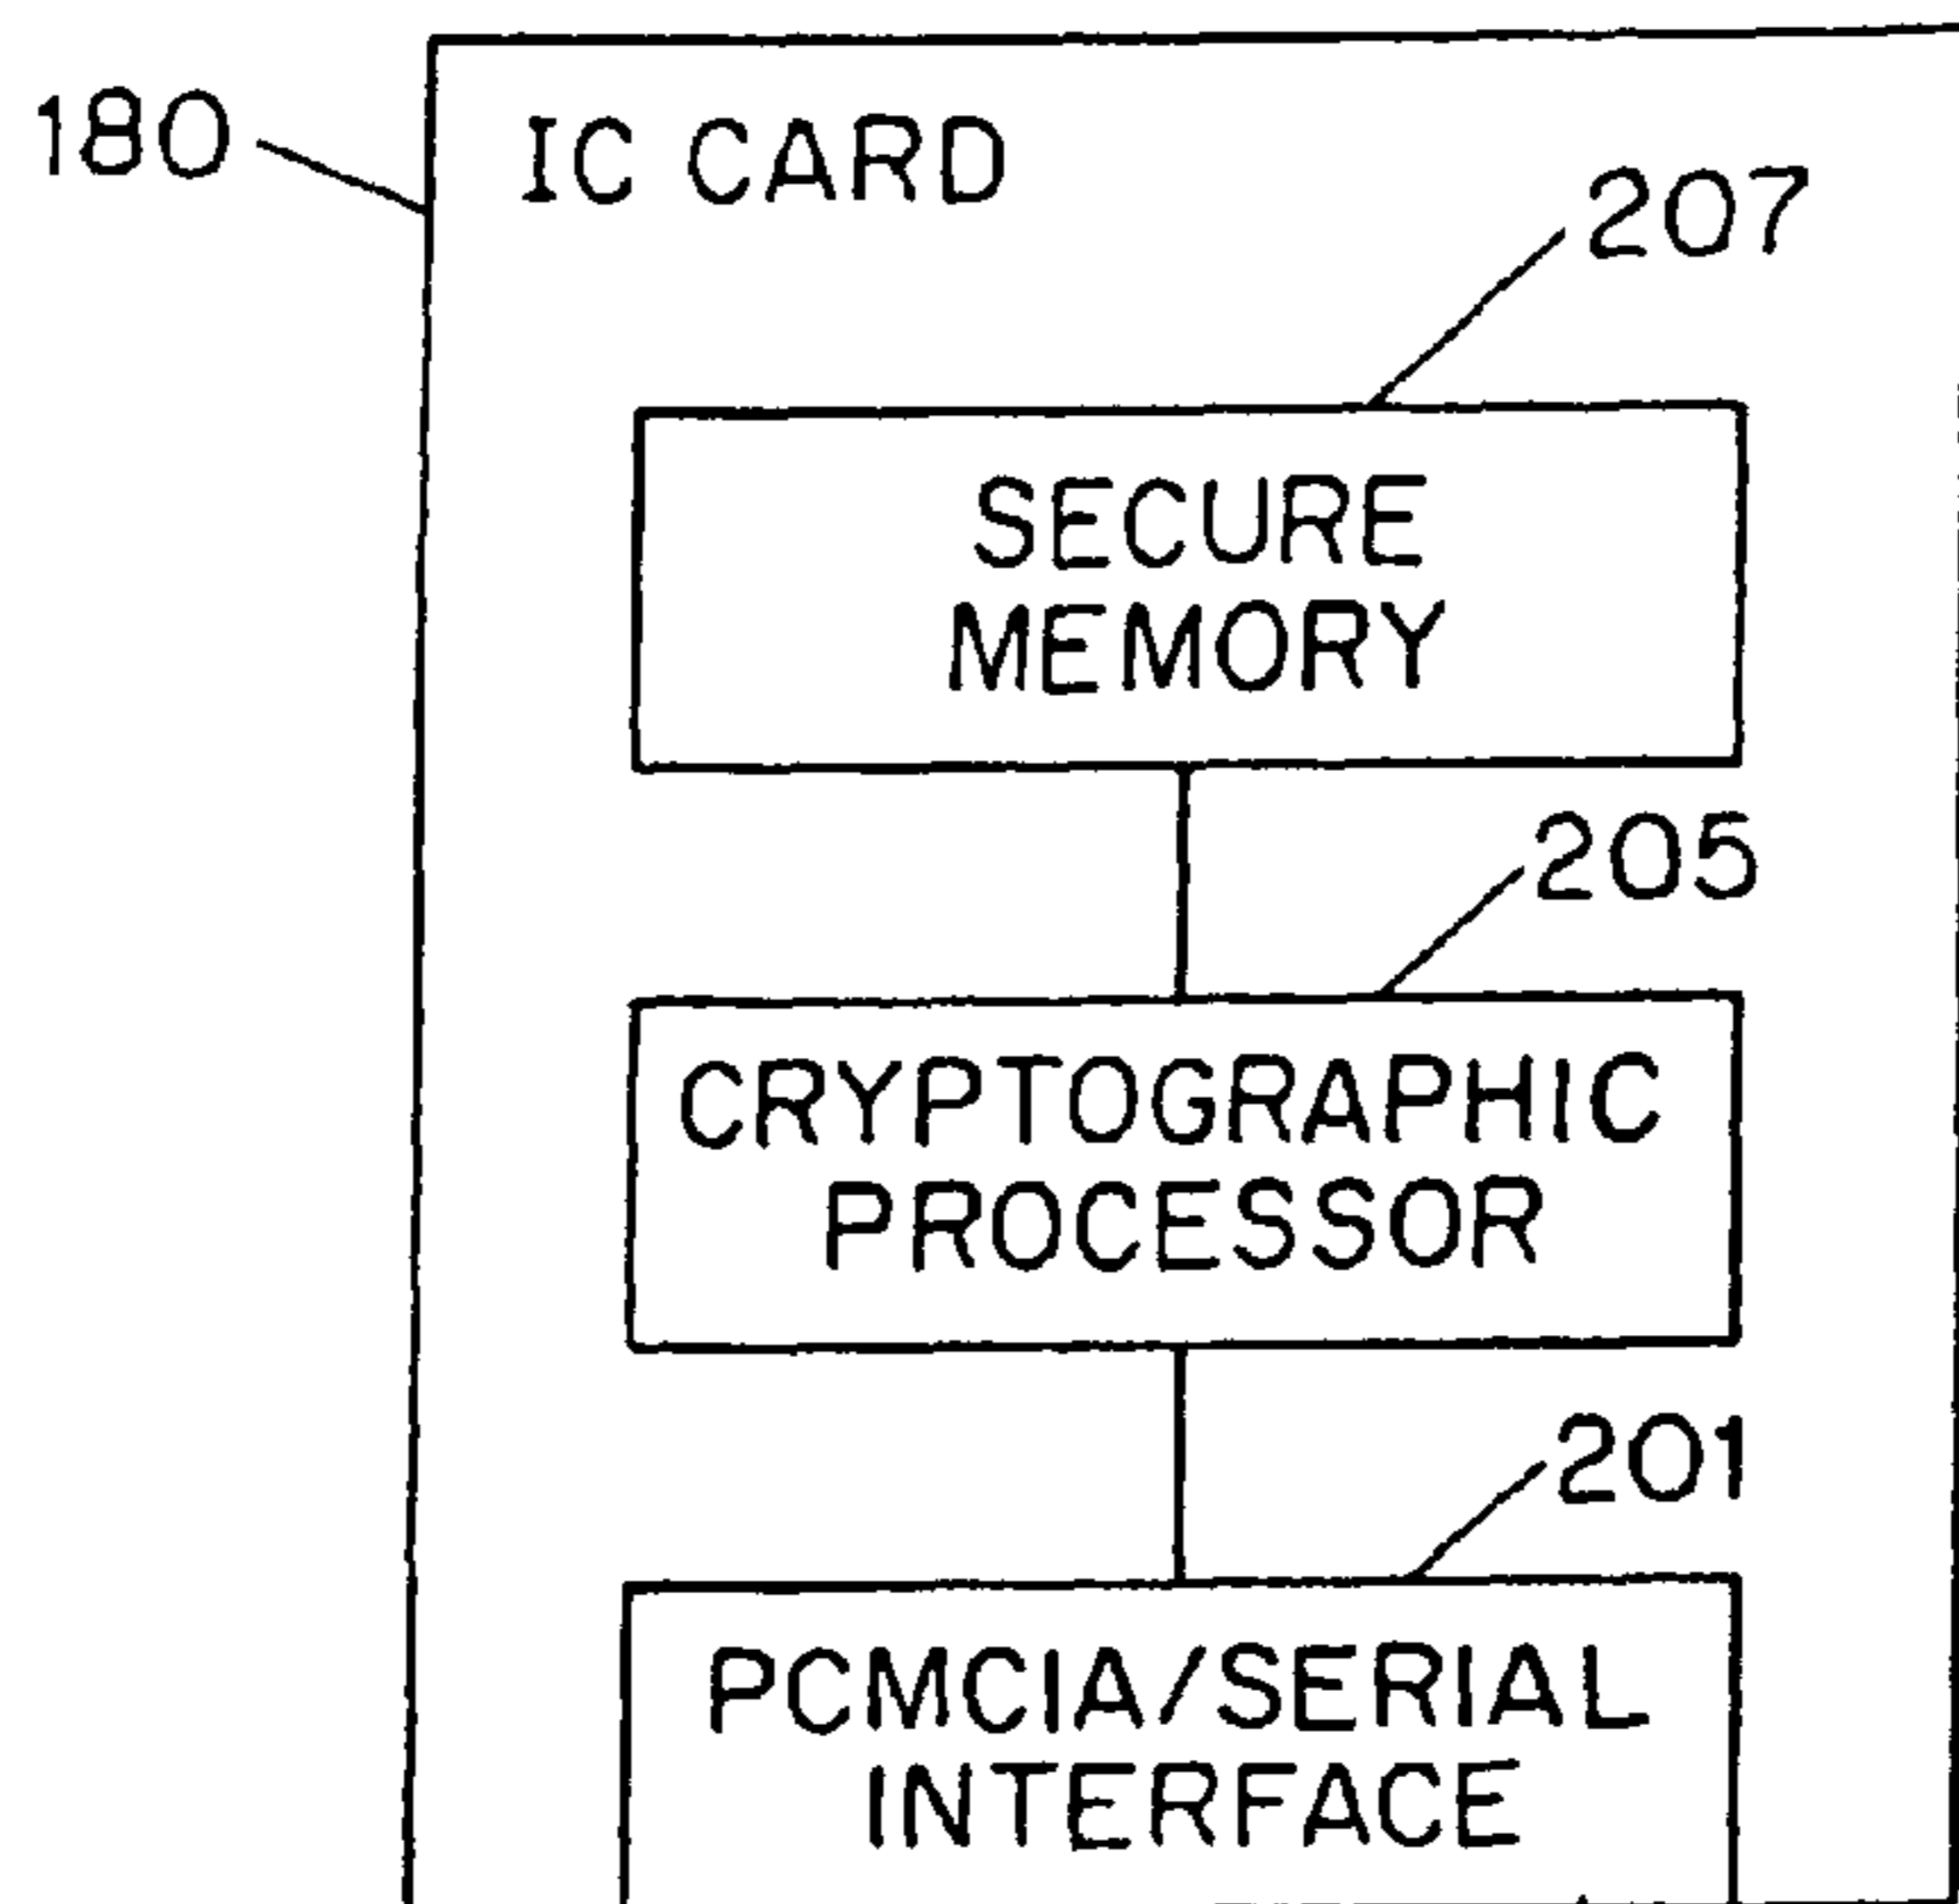 180
IC CARD
207
SECURE
MEMORY
205
CRYPTOGRAPHIC
PROCESSOR
201
PCMCIA/SERIAL
INTERFACE